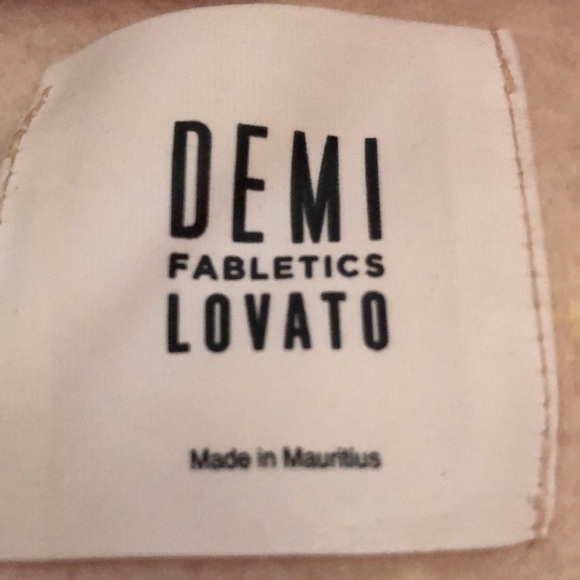 DEMI
FABLETICS
LOVATO
Made in Mauritius